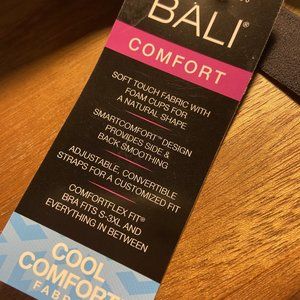 BALI®
COMFORT
SOFT TOUCH FABRIC WITH
FOAM CUPS FOR
A NATURAL SHAPE
SMARTCOMFORT™ DESIGN
PROVIDES SIDE &
BACK SMOOTHING
ADJUSTABLE, CONVERTIBLE
STRAPS FOR A CUSTOMIZED FIT
COMFORTFLEX FIT®
BRA FITS S-3XL AND
EVERYTHING IN BETWEEN
COOL
COMFORT
FABR